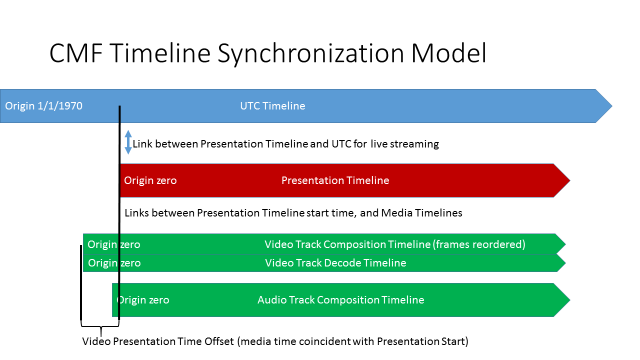 CMF Timeline Synchronization Model
Origin 1/1/1970 UTC Timeline
Link between Presentation Timeline and UTC for live streaming
Origin zero Presentation Timeline
Links between Presentation Timeline start time, and Media Timelines
Origin zero Video Track Composition Timeline (frames reordered)
Origin zero Video Track Decode Timeline
Origin zero Audio Track Composition Timeline
Video Presentation Time Offset (media time coincident with Presentation Start)